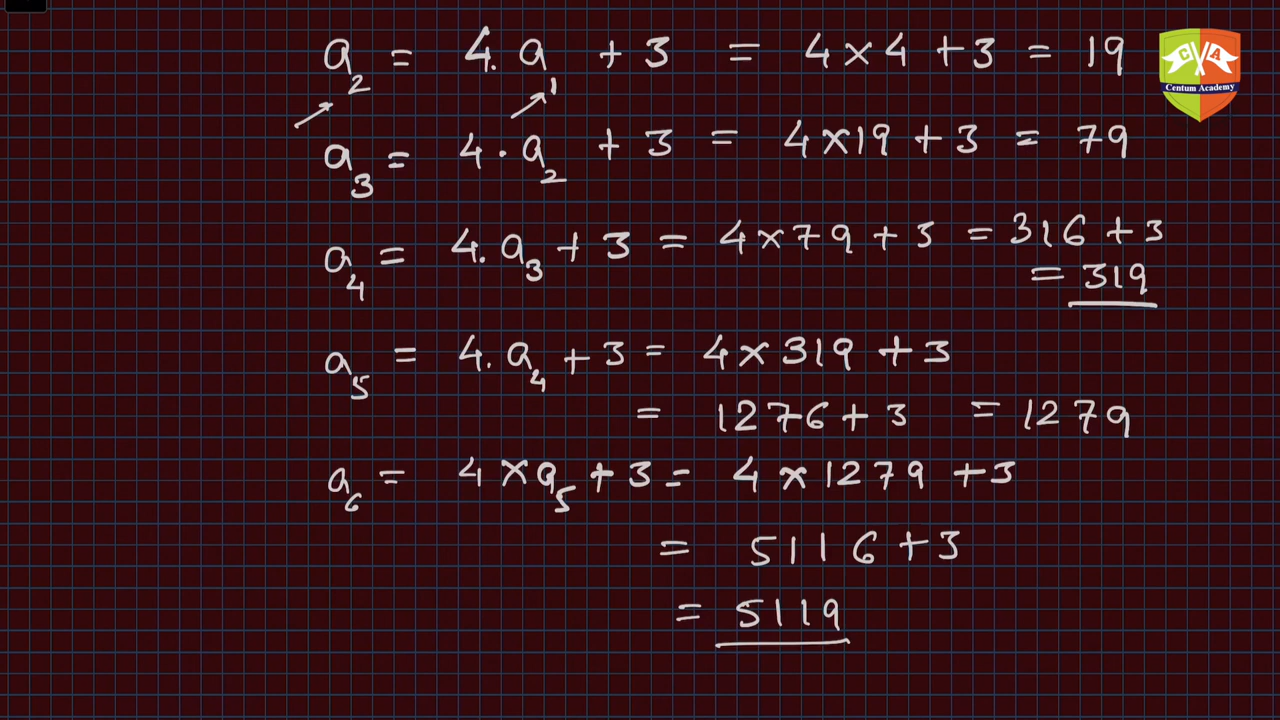 a₂ = 4. a₁ + 3 = 4 × 4 + 3 = 19
C A
Centum Academy
a₃ = 4 · a₂ + 3 = 4 × 19 + 3 = 79
a₄ = 4. a₃ + 3 = 4 × 79 + 3 = 316 + 3
= 319
a₅ = 4. a₄ + 3 = 4 × 319 + 3
= 1276 + 3 = 1279
a₆ = 4 × a₅ + 3 = 4 × 1279 + 3
= 5116 + 3
= 5119